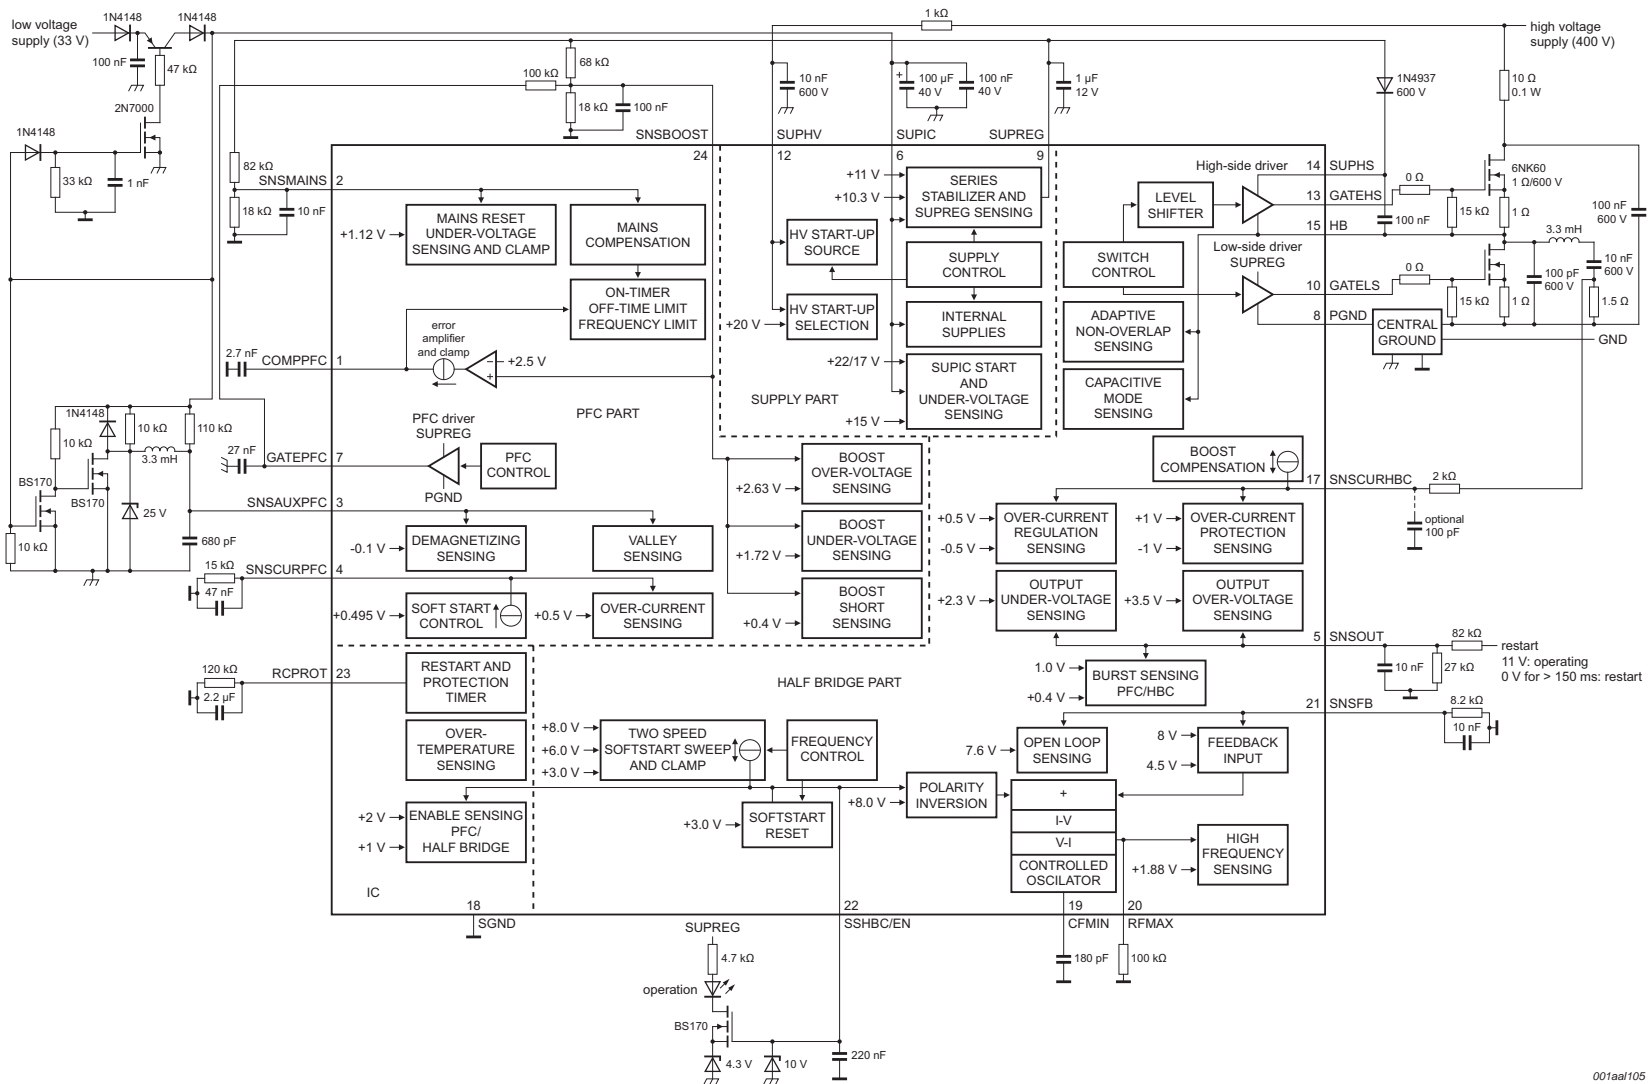 low voltage
supply (33 V)
1N4148
1N4148
100 nF
47 kΩ
2N7000
1N4148
33 kΩ
1 nF
68 kΩ
100 kΩ
18 kΩ
100 nF
1 kΩ
10 nF
600 V
+
100 μF
40 V
100 nF
40 V
1 μF
12 V
high voltage
supply (400 V)
1N4937
600 V
10 Ω
0.1 W
SNSBOOST
24
SUPHV
12
SUPIC
6
SUPREG
9
82 kΩ
SNSMAINS
2
18 kΩ
10 nF
+1.12 V
MAINS RESET
UNDER-VOLTAGE
SENSING AND CLAMP
MAINS
COMPENSATION
ON-TIMER
OFF-TIME LIMIT
FREQUENCY LIMIT
error
amplifier
and clamp
+2.5 V
−
+
2.7 nF
COMPPFC
1
PFC PART
+11 V
+10.3 V
SERIES
STABILIZER AND
SUPREG SENSING
HV START-UP
SOURCE
SUPPLY
CONTROL
HV START-UP
SELECTION
+20 V
INTERNAL
SUPPLIES
+22/17 V
SUPIC START
AND
UNDER-VOLTAGE
SENSING
+15 V
SUPPLY PART
High-side driver
LEVEL
SHIFTER
Low-side driver
SUPREG
SWITCH
CONTROL
ADAPTIVE
NON-OVERLAP
SENSING
CAPACITIVE
MODE
SENSING
14
SUPHS
13
GATEHS
15
HB
10
GATELS
8
PGND
0 Ω
100 nF
15 kΩ
1 Ω
6NK60
1 Ω/600 V
100 nF
600 V
3.3 mH
10 nF
600 V
100 pF
600 V
0 Ω
15 kΩ
1 Ω
1.5 Ω
CENTRAL
GROUND
GND
1N4148
10 kΩ
10 kΩ
110 kΩ
3.3 mH
BS170
BS170
25 V
10 kΩ
680 pF
27 nF
GATEPFC
7
PFC driver
SUPREG
PGND
PFC
CONTROL
SNSAUXPFC
3
-0.1 V
DEMAGNETIZING
SENSING
VALLEY
SENSING
15 kΩ
47 nF
SNSCURPFC
4
+0.495 V
SOFT START
CONTROL
+0.5 V
OVER-CURRENT
SENSING
BOOST
OVER-VOLTAGE
SENSING
+2.63 V
BOOST
UNDER-VOLTAGE
SENSING
+1.72 V
BOOST
SHORT
SENSING
+0.4 V
BOOST
COMPENSATION
17
SNSCURHBC
2 kΩ
optional
100 pF
+0.5 V
-0.5 V
OVER-CURRENT
REGULATION
SENSING
+1 V
-1 V
OVER-CURRENT
PROTECTION
SENSING
+2.3 V
OUTPUT
UNDER-VOLTAGE
SENSING
+3.5 V
OUTPUT
OVER-VOLTAGE
SENSING
5
SNSOUT
82 kΩ
restart
11 V: operating
0 V for > 150 ms: restart
10 nF
27 kΩ
1.0 V
+0.4 V
BURST SENSING
PFC/HBC
21
SNSFB
8.2 kΩ
10 nF
120 kΩ
2.2 μF
RCPROT
23
RESTART AND
PROTECTION
TIMER
HALF BRIDGE PART
OVER-
TEMPERATURE
SENSING
+8.0 V
+6.0 V
+3.0 V
TWO SPEED
SOFTSTART SWEEP
AND CLAMP
FREQUENCY
CONTROL
7.6 V
OPEN LOOP
SENSING
8 V
4.5 V
FEEDBACK
INPUT
+2 V
+1 V
ENABLE SENSING
PFC/
HALF BRIDGE
+3.0 V
SOFTSTART
RESET
+8.0 V
POLARITY
INVERSION
+
I-V
V-I
CONTROLLED
OSCILATOR
+1.88 V
HIGH
FREQUENCY
SENSING
IC
18
SGND
22
SSHBC/EN
19
CFMIN
20
RFMAX
180 pF
100 kΩ
SUPREG
4.7 kΩ
operation
BS170
4.3 V
10 V
220 nF
001aal105